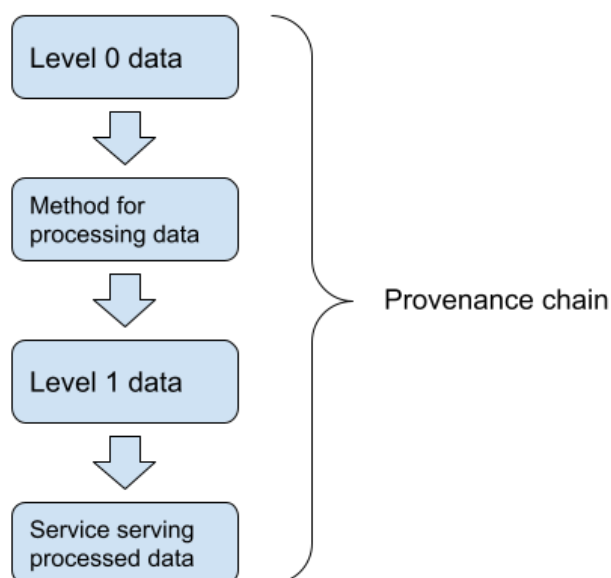 Level 0 data
Method for
processing data
Level 1 data
Service serving
processed data
Provenance chain